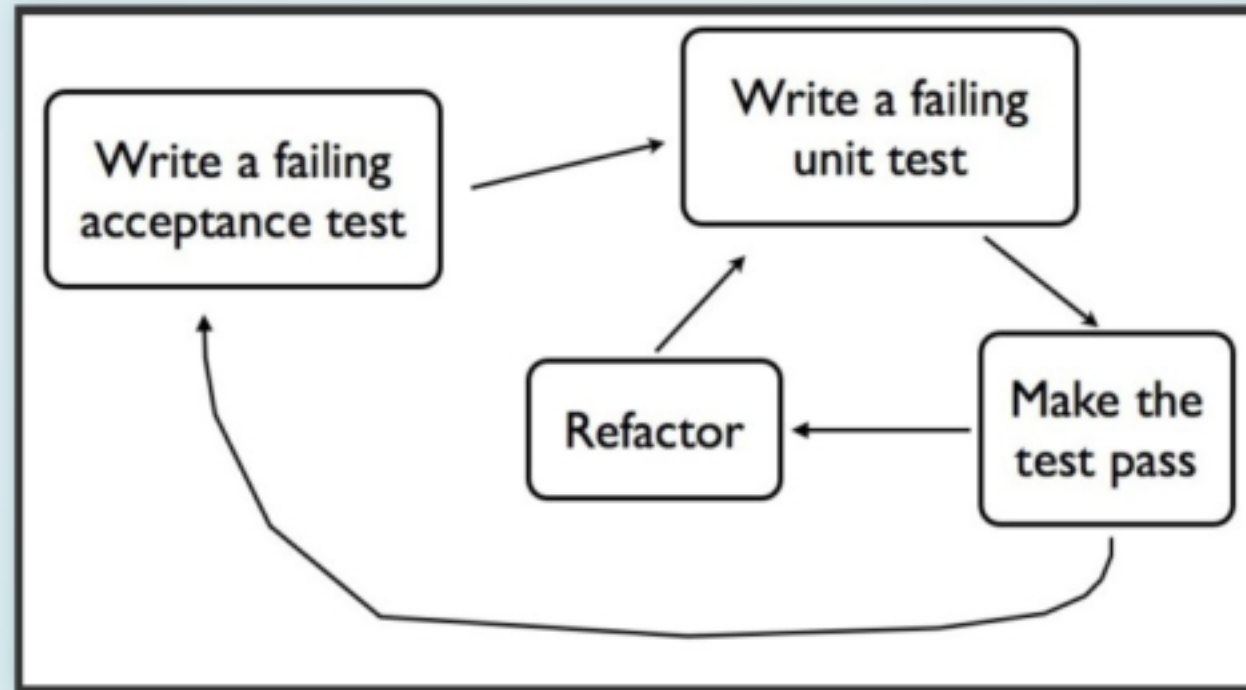 Write a failing
acceptance test
Write a failing
unit test
Refactor
Make the
test pass